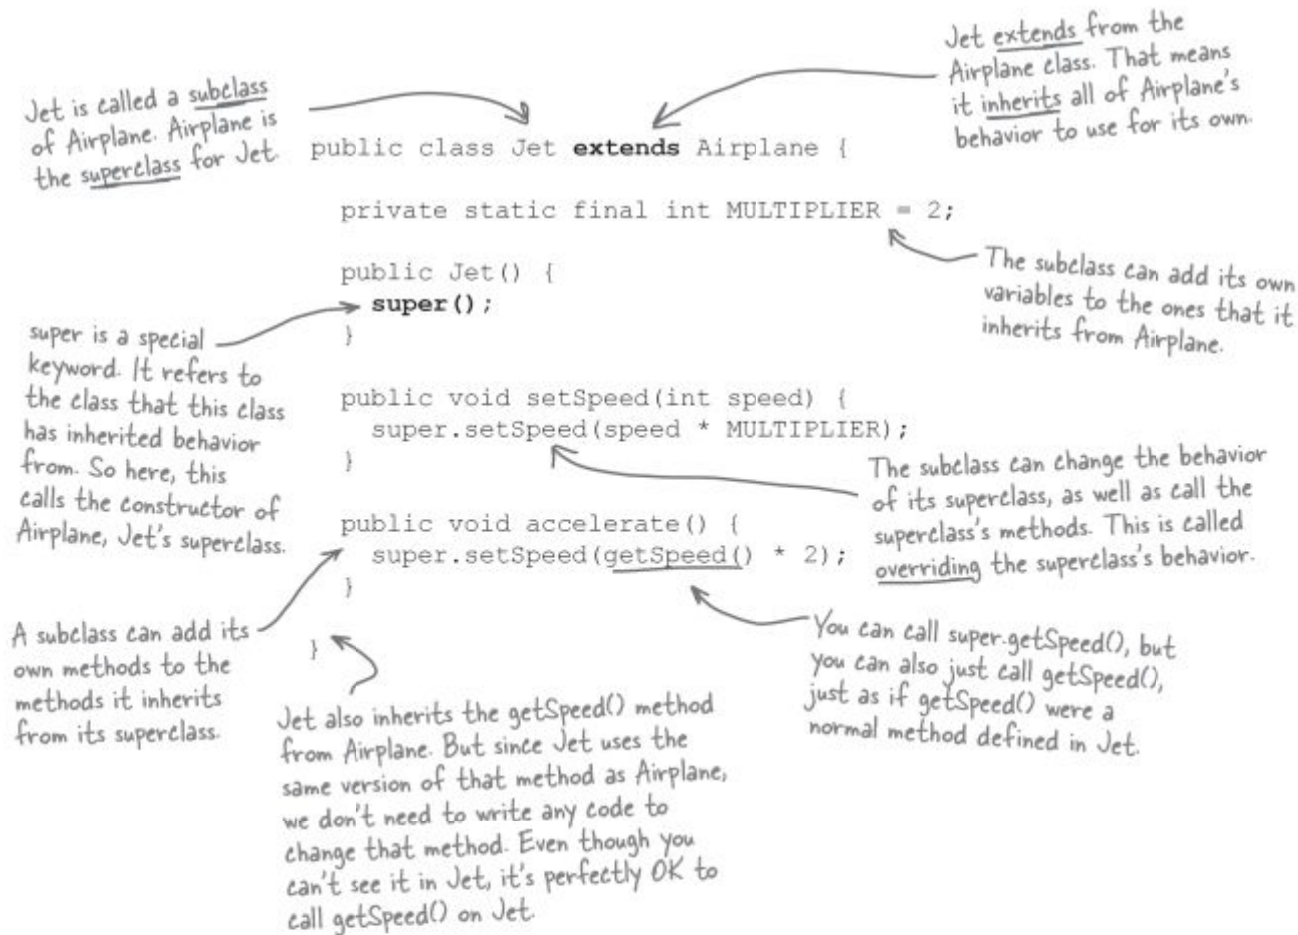 Jet is called a subclass
of Airplane. Airplane is
the superclass for Jet.
Jet extends from the
Airplane class. That means
it inherits all of Airplane's
behavior to use for its own.
public class Jet extends Airplane {
private static final int MULTIPLIER = 2;
The subclass can add its own
variables to the ones that it
inherits from Airplane.
public Jet() {
super();
}
super is a special
keyword. It refers to
the class that this class
has inherited behavior
from. So here, this
calls the constructor of
Airplane, Jet's superclass.
public void setSpeed(int speed) {
super.setSpeed(speed * MULTIPLIER);
}
The subclass can change the behavior
of its superclass, as well as call the
superclass's methods. This is called
overriding the superclass's behavior.
public void accelerate() {
super.setSpeed(getSpeed() * 2);
}
A subclass can add its
own methods to the
methods it inherits
from its superclass.
You can call super.getSpeed(), but
you can also just call getSpeed(),
just as if getSpeed() were a
normal method defined in Jet.
}
Jet also inherits the getSpeed() method
from Airplane. But since Jet uses the
same version of that method as Airplane,
we don't need to write any code to
change that method. Even though you
can't see it in Jet, it's perfectly OK to
call getSpeed() on Jet.